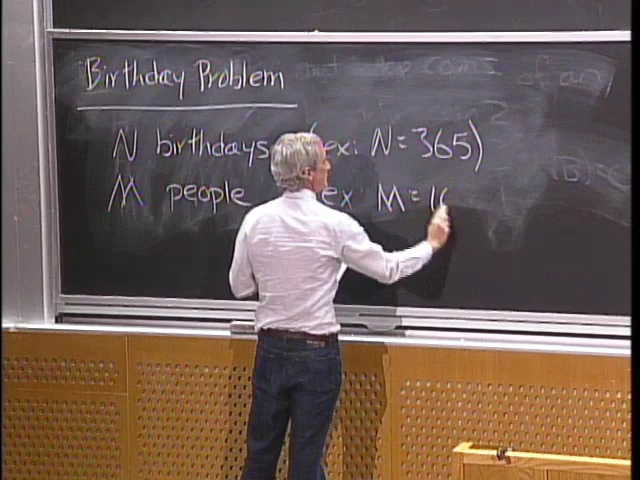 Birthday Problem
N birthdays (ex: N=365)
M people ex M=1